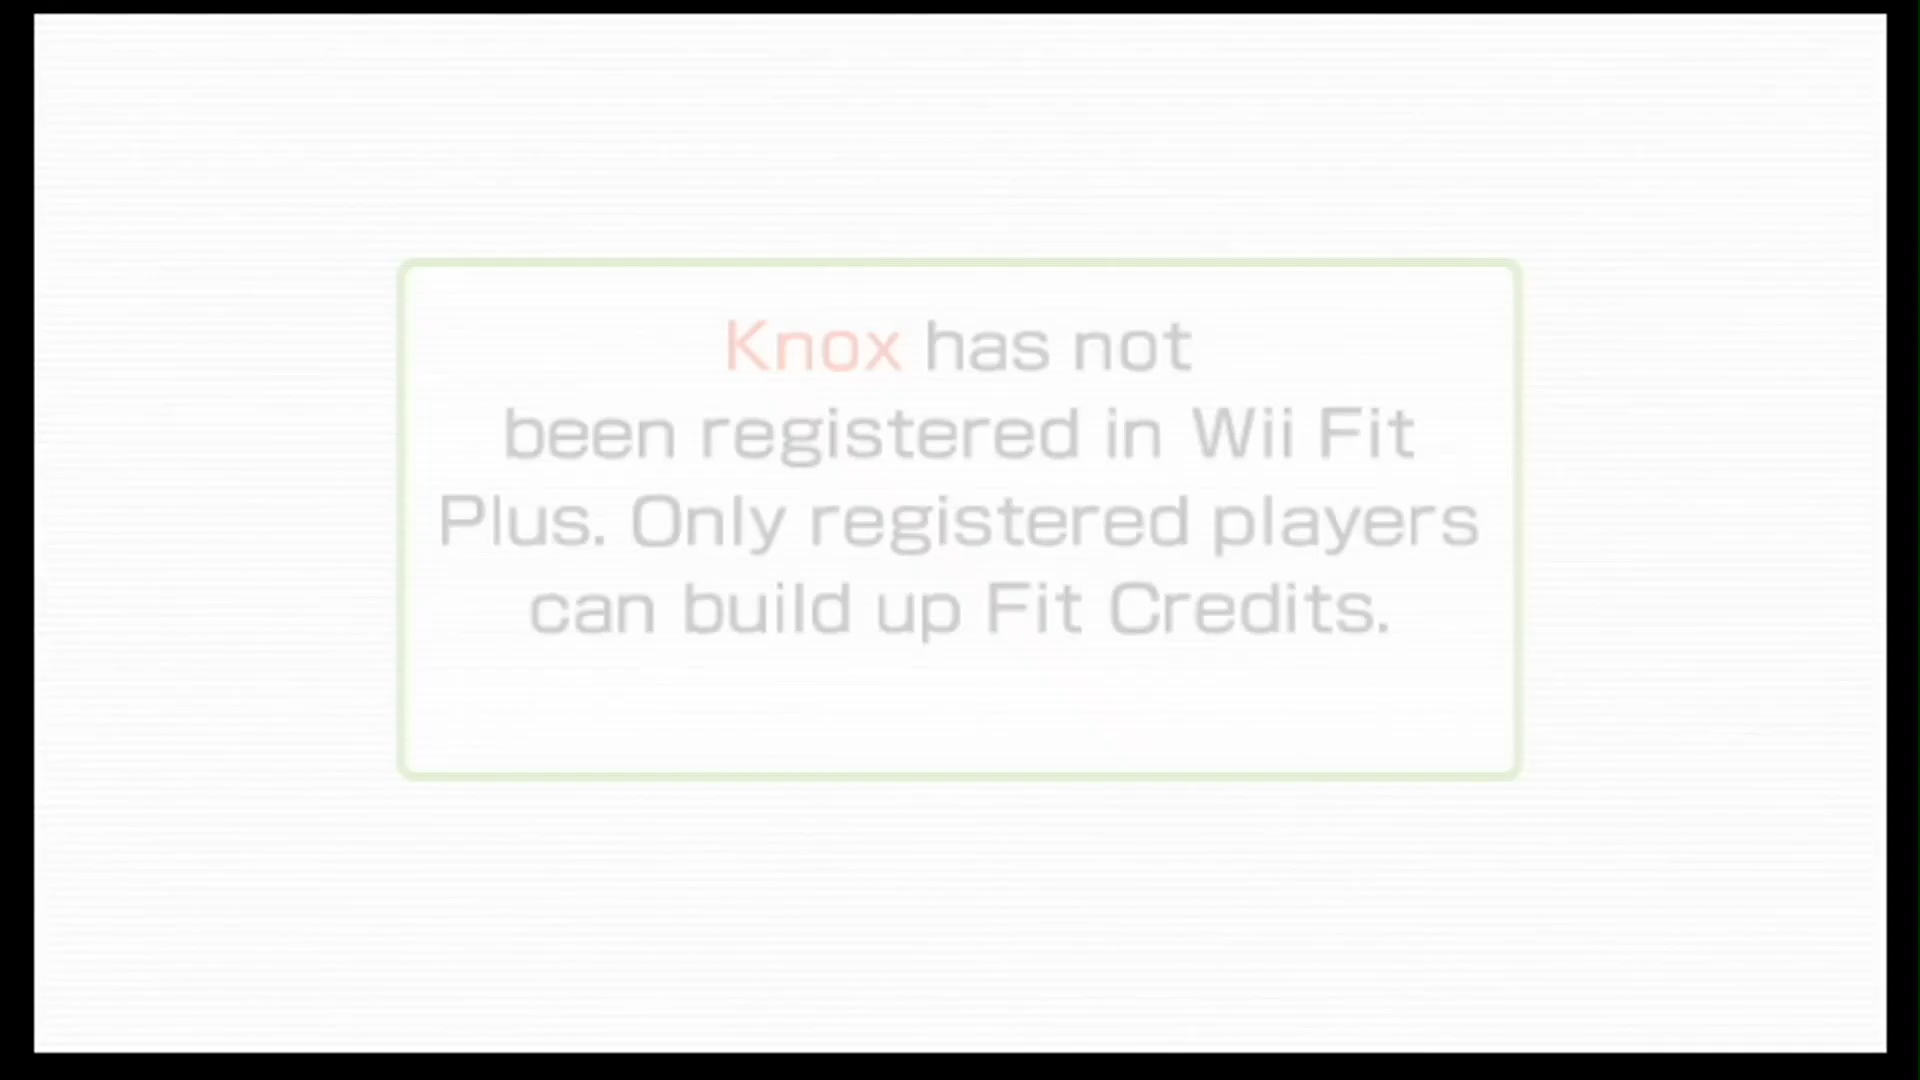 Knox has not
been registered in Wii Fit
Plus. Only registered players
can build up Fit Credits.